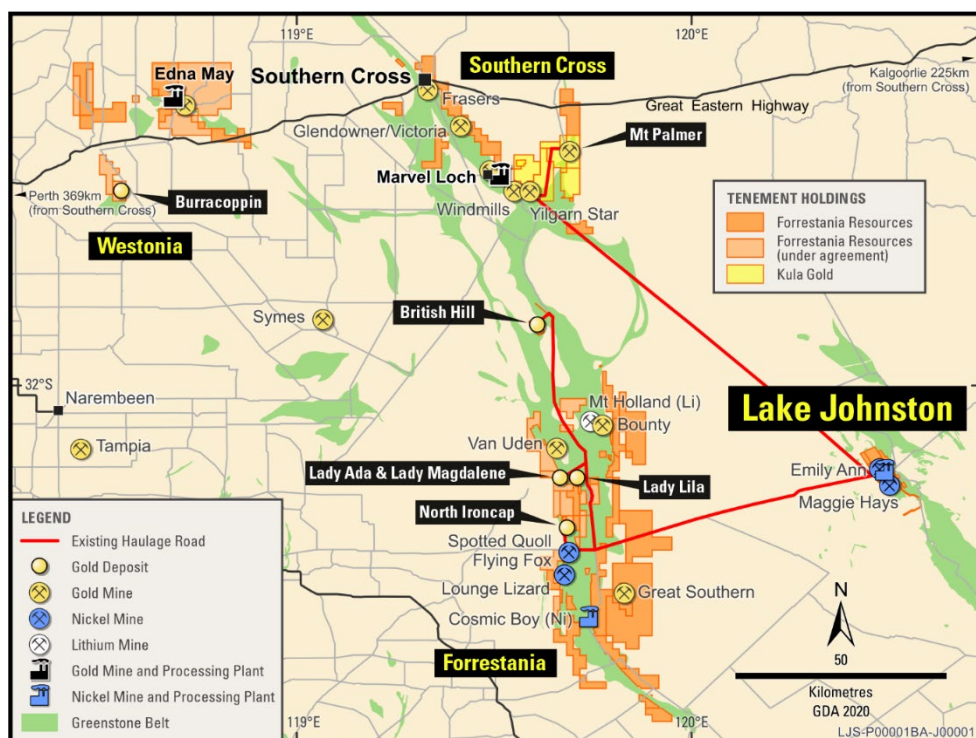 119°E
120°E
Edna May
Southern Cross
Southern Cross
Frasers
Kalgoorlie 225km
(from Southern Cross)
Great Eastern Highway
Glendower/Victoria
Mt Palmer
Marvel Loch
Perth 369km
(from Southern Cross)
Burracoppin
Windmills
Yilgarn Star
Westonia
TENEMENT HOLDINGS
Forrestania Resources
Forrestania Resources
(under agreement)
Kula Gold
British Hill
Symes
32°S
Narembeen
Mt Holland (Li)
Bounty
Lake Johnston
Tampia
Van Uden
Lady Ada & Lady Magdalene
Lady Lila
Emily Ann
Maggie Hays
North Ironcap
Spotted Quoll
Flying Fox
Lounge Lizard
Great Southern
Cosmic Boy (Ni)
Forrestania
LEGEND
Existing Haulage Road
Gold Deposit
Gold Mine
Nickel Mine
Lithium Mine
Gold Mine and Processing Plant
Nickel Mine and Processing Plant
Greenstone Belt
N
50
Kilometres
GDA 2020
119°E
120°E
LJS-P00001BA-J00001